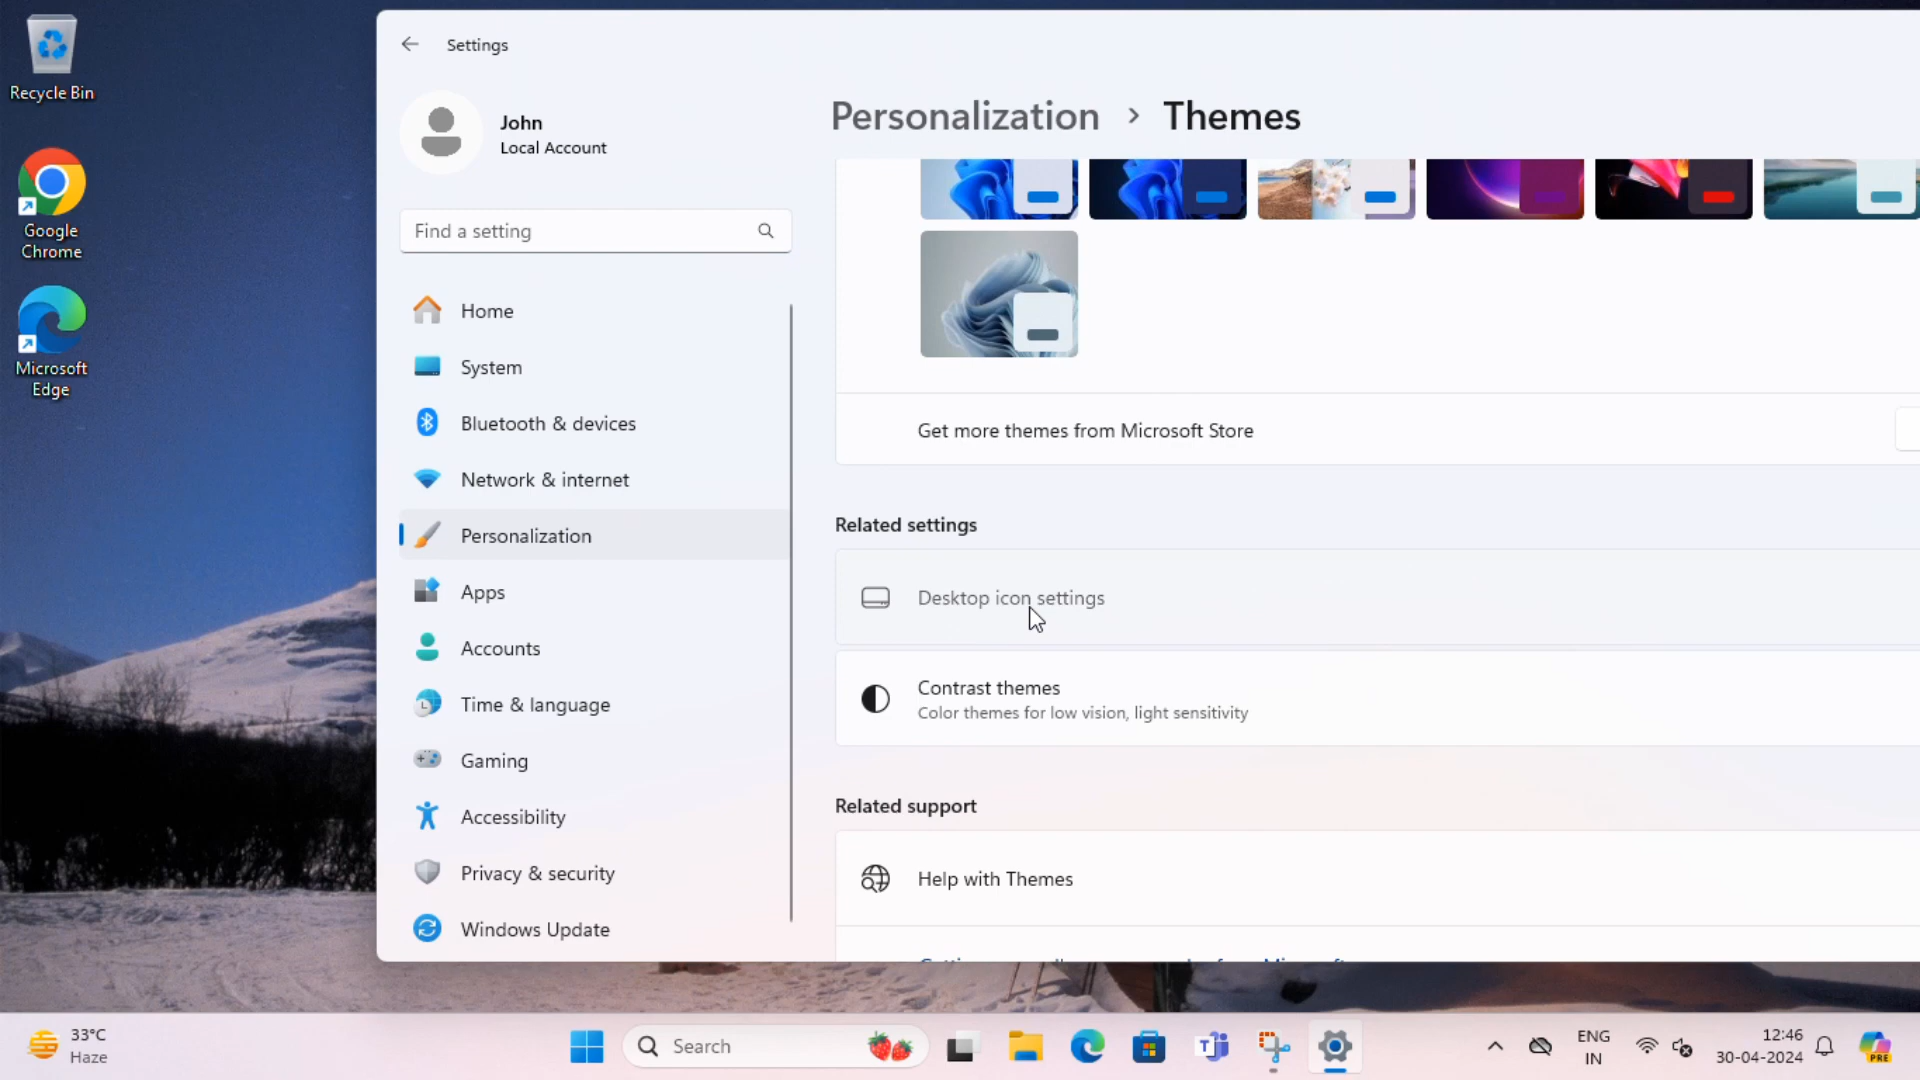 Recycle Bin
Google
Chrome
Microsoft
Edge
Settings
John
Local Account
Find a setting
Home
System
Bluetooth & devices
Network & internet
Personalization
Apps
Accounts
Time & language
Gaming
Accessibility
Privacy & security
Windows Update
Personalization > Themes
Get more themes from Microsoft Store
Related settings
Desktop icon settings
Contrast themes
Color themes for low vision, light sensitivity
Related support
Help with Themes
33°C
Haze
Search
ENG
IN
12:46
30-04-2024
PRE